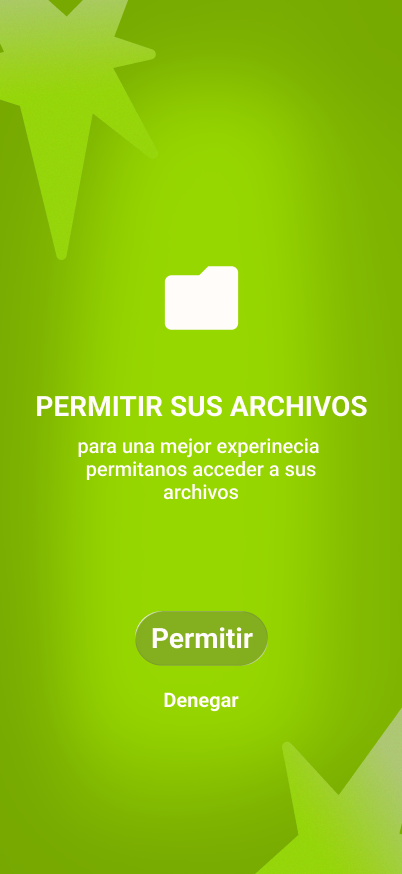 PERMITIR SUS ARCHIVOS
para una mejor experinecia
permitanos acceder a sus
archivos
Permitir
Denegar